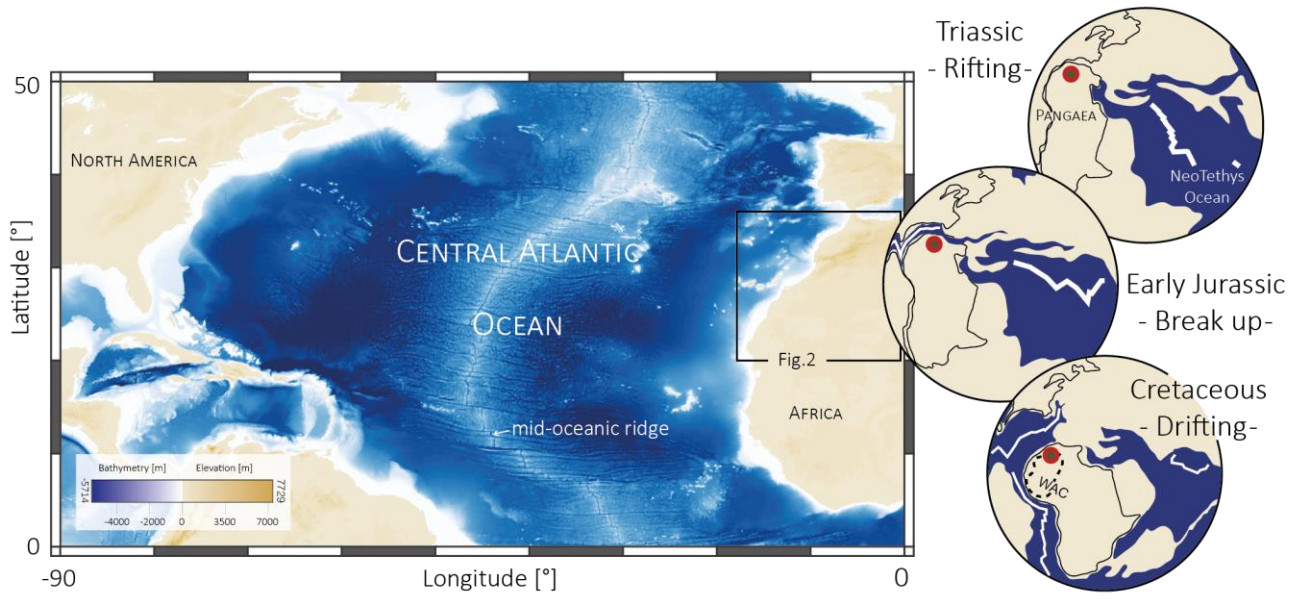 50
0
Latitude [°]
-90
Longitude [°]
0
NORTH AMERICA
CENTRAL ATLANTIC
OCEAN
mid-oceanic ridge
Fig.2
AFRICA
Bathymetry [m]
Elevation [m]
-5714
7729
-4000
-2000
0
3500
7000
Triassic
- Rifting-
PANGAEA
NeoTethys
Ocean
Early Jurassic
- Break up-
Cretaceous
- Drifting-
WAC